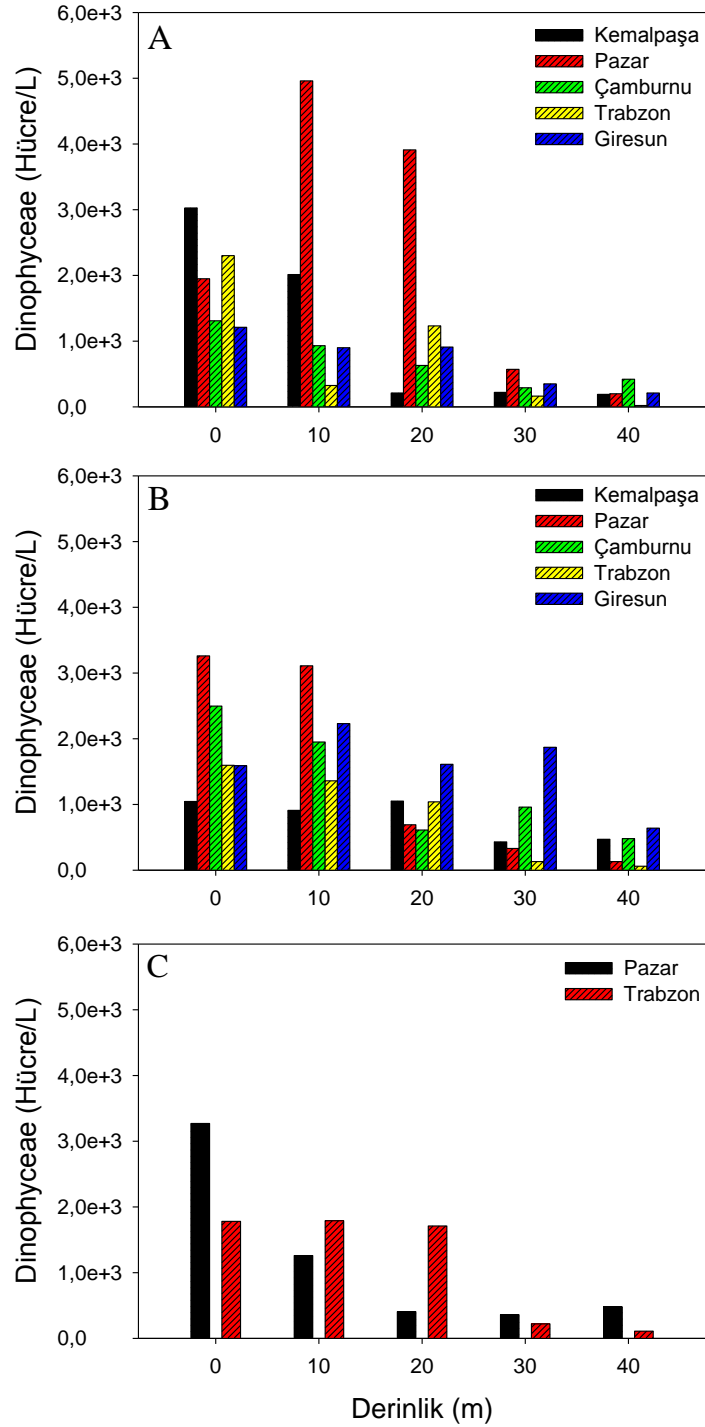 A
Kemalpaşa
Pazar
Çamburnu
Trabzon
Giresun
Dinophyceae (Hücre/L)
6,0e+3
5,0e+3
4,0e+3
3,0e+3
2,0e+3
1,0e+3
0,0
0 10 20 30 40
B
Kemalpaşa
Pazar
Çamburnu
Trabzon
Giresun
Dinophyceae (Hücre/L)
6,0e+3
5,0e+3
4,0e+3
3,0e+3
2,0e+3
1,0e+3
0,0
0 10 20 30 40
C
Pazar
Trabzon
Dinophyceae (Hücre/L)
6,0e+3
5,0e+3
4,0e+3
3,0e+3
2,0e+3
1,0e+3
0,0
0 10 20 30 40
Derinlik (m)